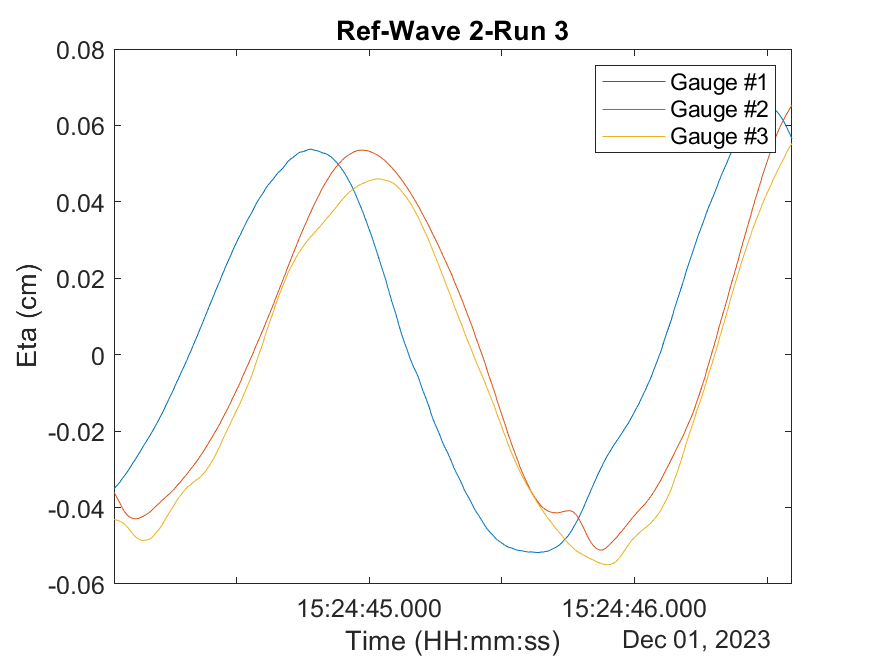 Ref-Wave 2-Run 3
0.08
0.06
0.04
0.02
0
-0.02
-0.04
-0.06
Eta (cm)
Gauge #1
Gauge #2
Gauge #3
15:24:45.000
15:24:46.000
Time (HH:mm:ss)
Dec 01, 2023